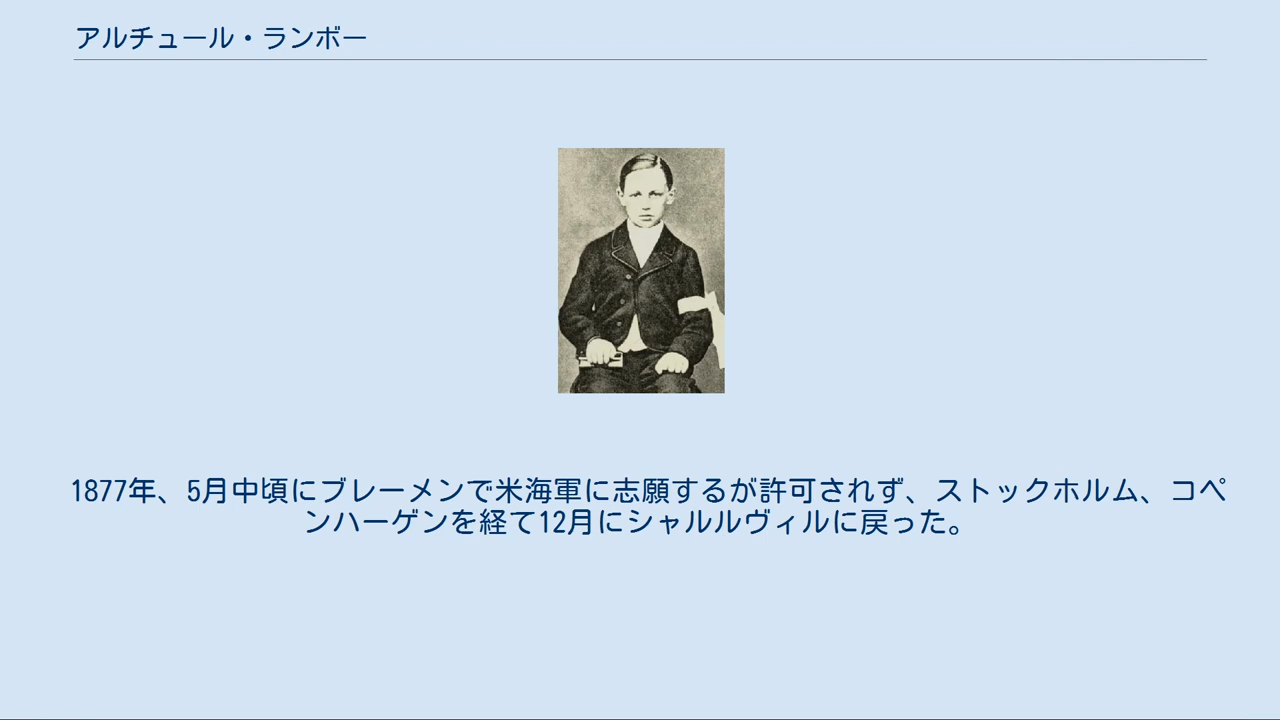 アルチュール・ランボー
1877年、5月中頃にブレーメンで米海軍に志願するが許可されず、ストックホルム、コペ
ンハーゲンを経て12月にシャルルヴィルに戻った。